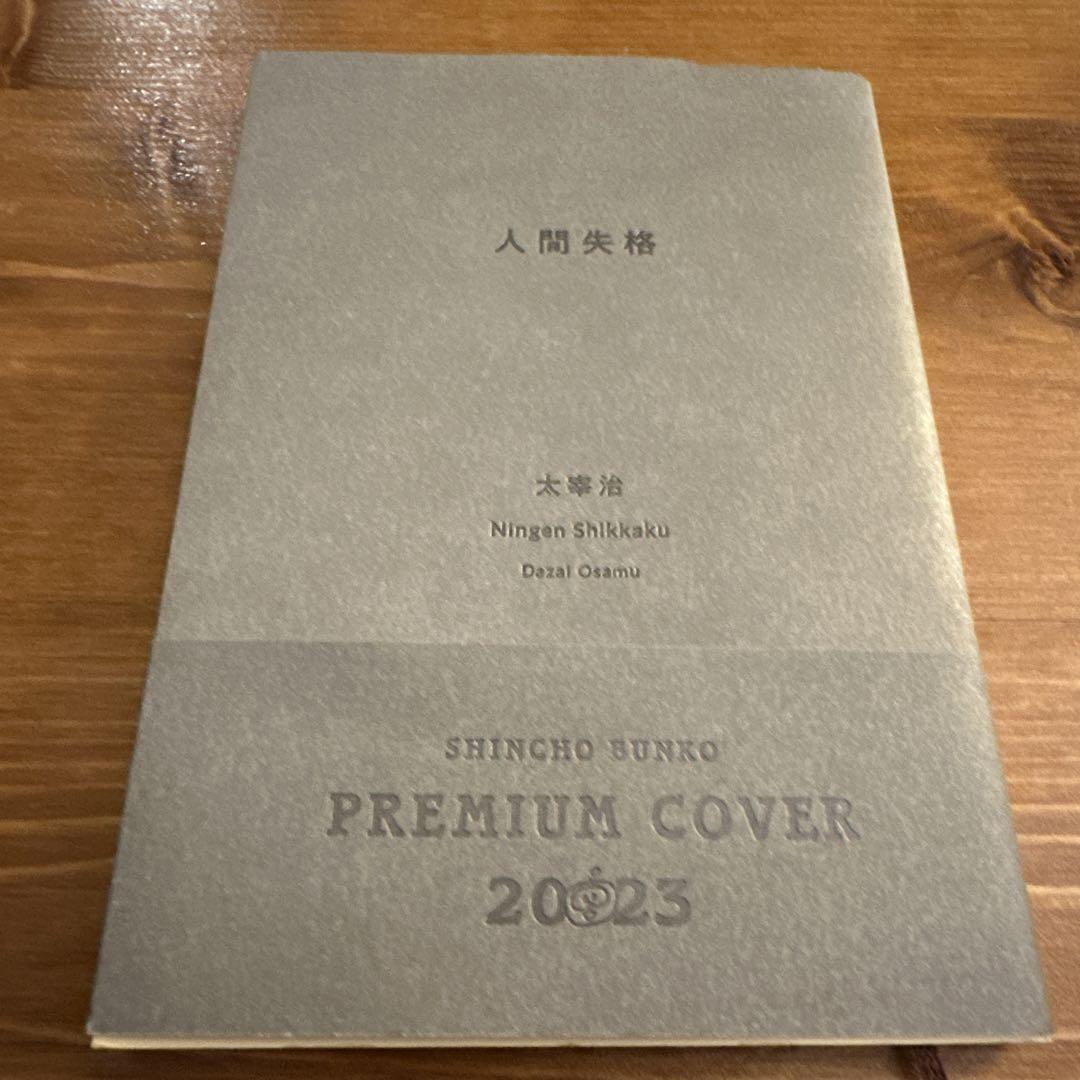 人間失格
太宰治
Ningen Shikkaku
Dazai Osamu
SHINCHO BUNKO
PREMIUM COVER
2023